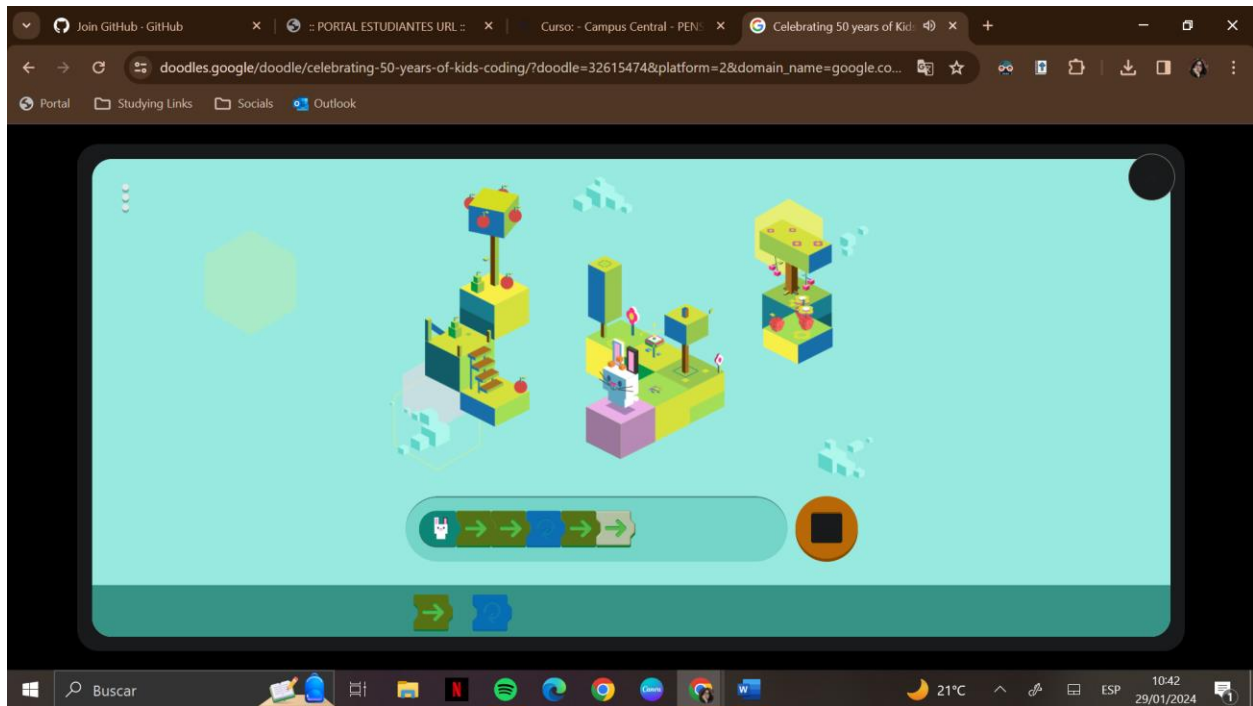 Join GitHub · GitHub
:: PORTAL ESTUDIANTES URL ::
Curso: - Campus Central - PENS
Celebrating 50 years of Kids
doodles.google/doodle/celebrating-50-years-of-kids-coding/?doodle=32615474&platform=2&domain_name=google.co...
Portal
Studying Links
Socials
Outlook
Buscar
N
Canva
W
21°C
ESP
10:42
29/01/2024
1